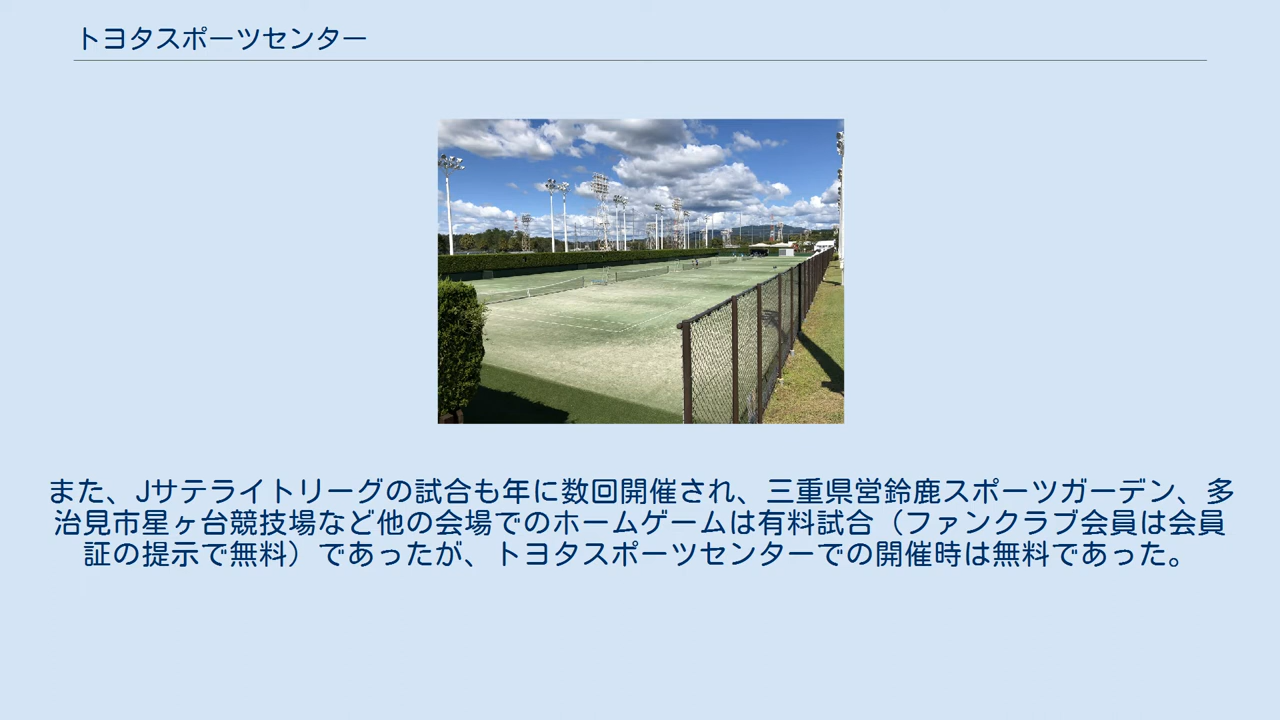 トヨタスポーツセンター
また、Jサテライトリーグの試合も年に数回開催され、三重県営鈴鹿スポーツガーデン、多
治見市星ヶ台競技場など他の会場でのホームゲームは有料試合（ファンクラブ会員は会員
証の提示で無料）であったが、トヨタスポーツセンターでの開催時は無料であった。